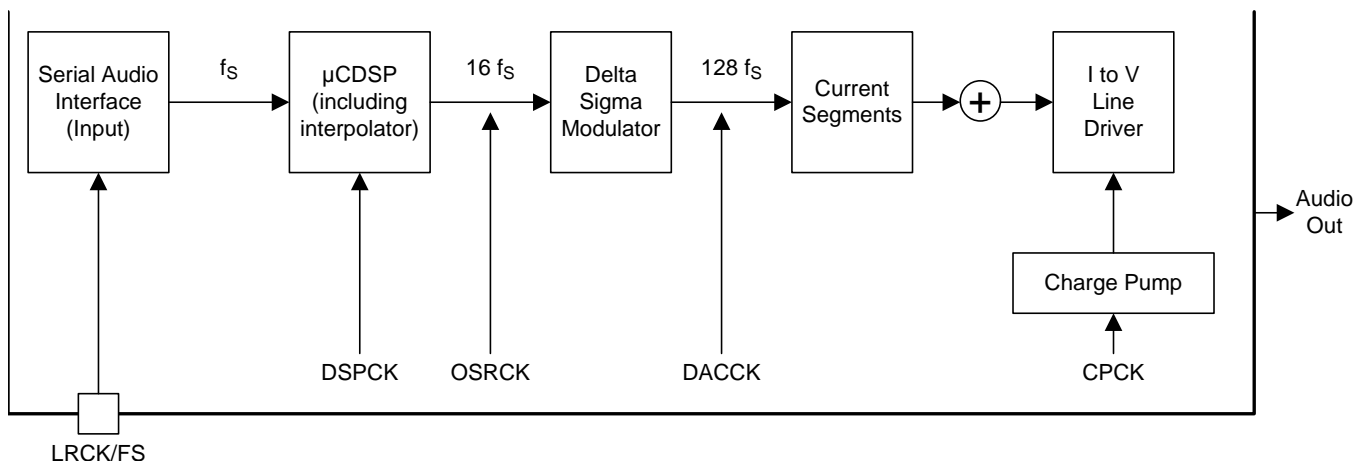 Serial Audio
Interface
(Input)
fS
µCDSP
(including
interpolator)
16 fS
Delta
Sigma
Modulator
128 fS
Current
Segments
+
I to V
Line
Driver
Audio
Out
Charge Pump
DSPCK
OSRCK
DACCK
CPCK
LRCK/FS